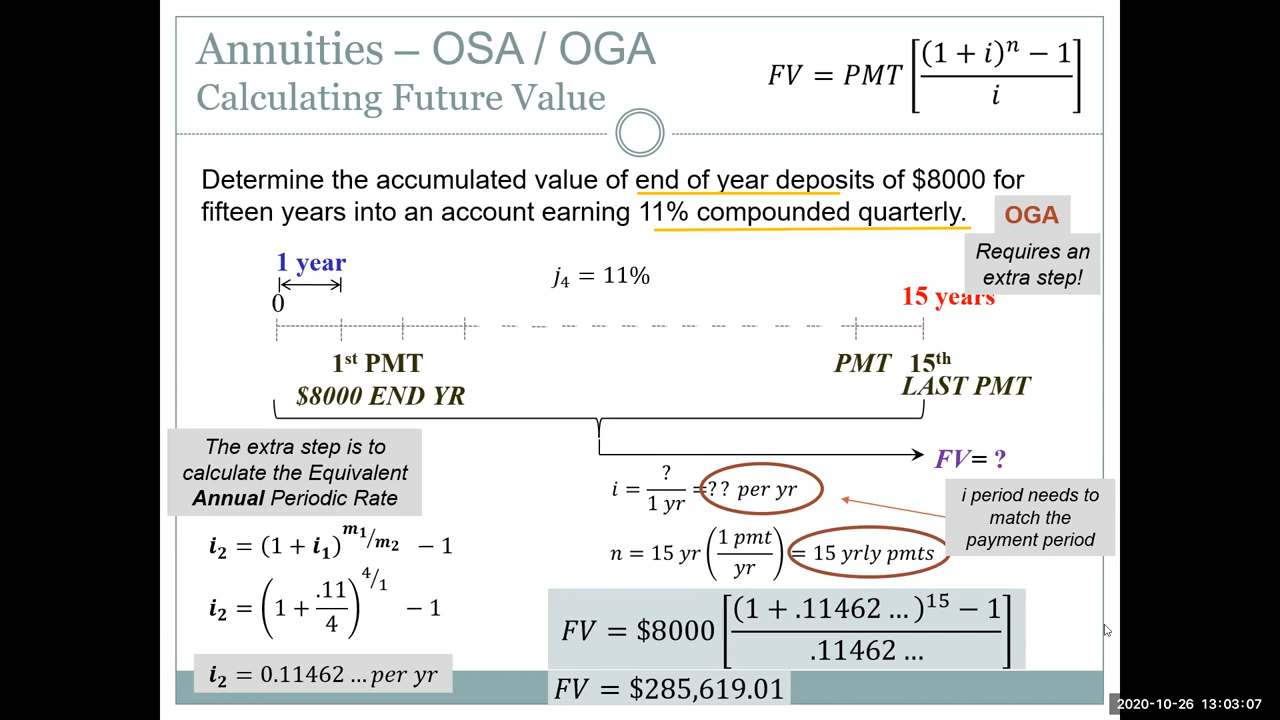 Annuities – OSA / OGA
Calculating Future Value
FV = PMT [((1 + i)ⁿ − 1) / i]
Determine the accumulated value of end of year deposits of $8000 for
fifteen years into an account earning 11% compounded quarterly.
OGA
Requires an
extra step!
1 year
j₄ = 11%
0
15 years
1st PMT
$8000 END YR
PMT 15th
LAST PMT
FV= ?
The extra step is to
calculate the Equivalent
Annual Periodic Rate
i = ? / 1 yr = ?? per yr
i period needs to
match the
payment period
n = 15 yr (1 pmt / yr) = 15 yrly pmts
i₂ = (1 + i₁)^(m₁/m₂) − 1
i₂ = (1 + .11/4)^(4/1) − 1
i₂ = 0.11462 … per yr
FV = $8000 [((1 + .11462 …)¹⁵ − 1) / .11462 …]
FV = $285,619.01
2020-10-26 13:03:07